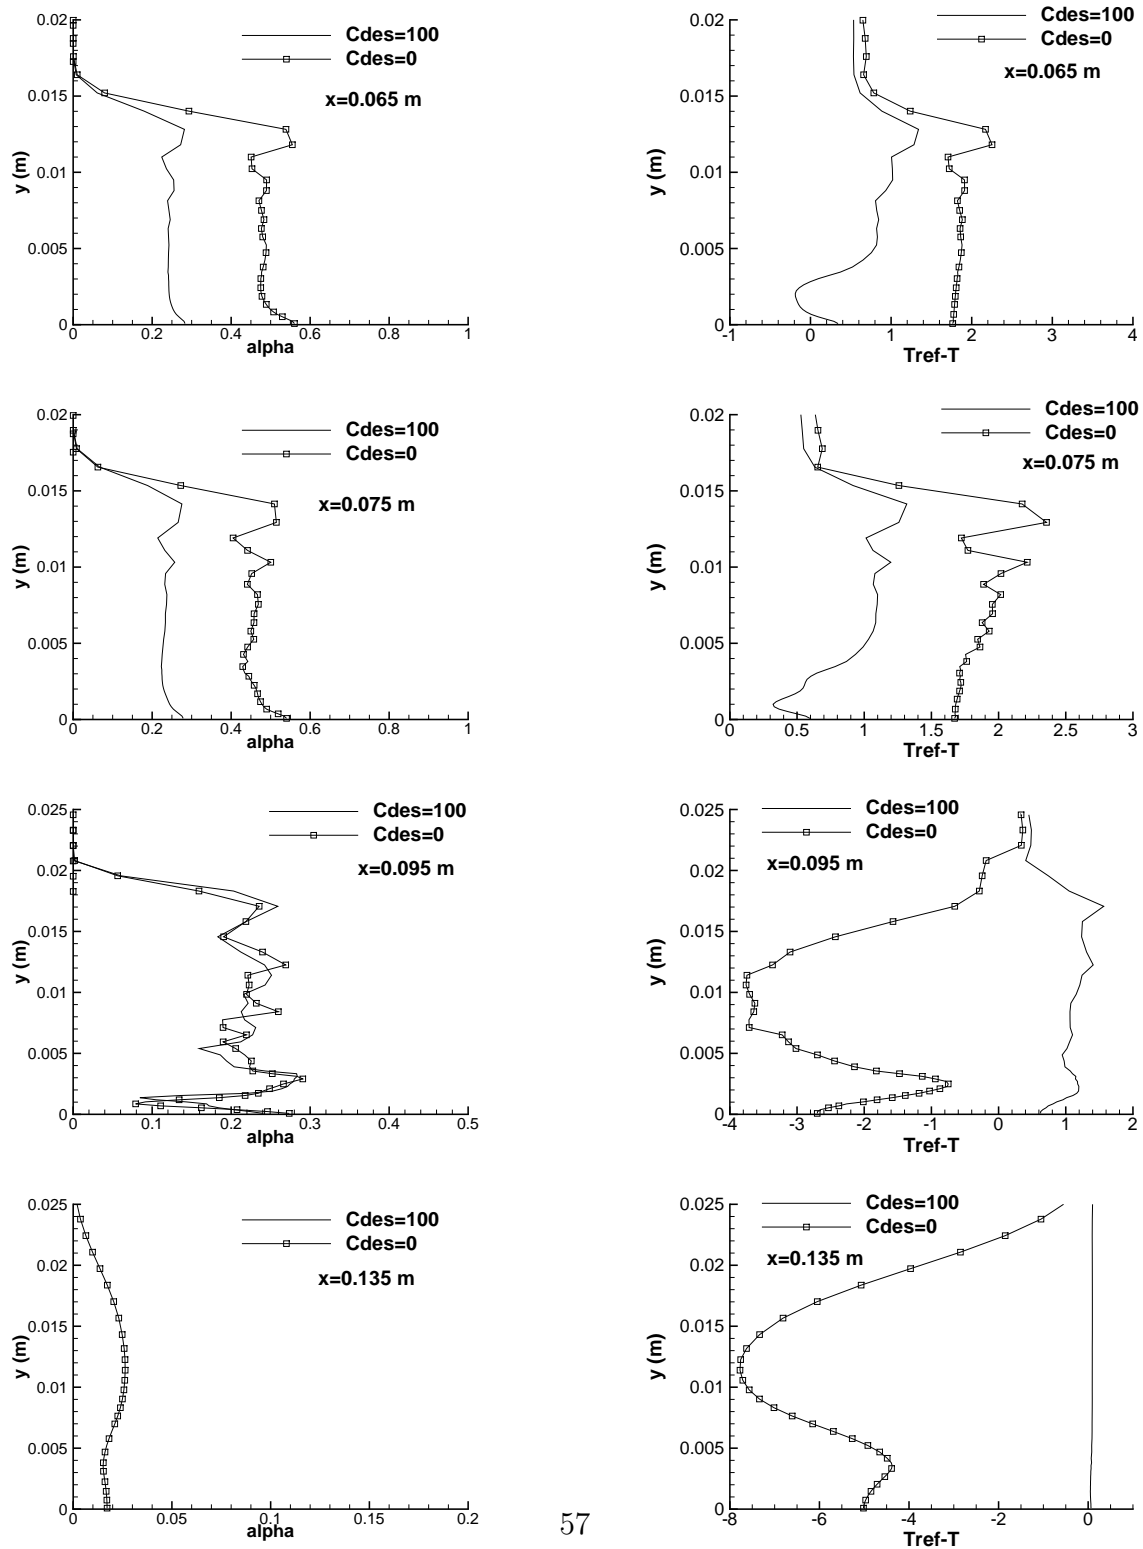 0.02
0.015
0.01
0.005
0
y (m)
0 0.2 0.4 0.6 0.8 1
alpha
Cdes=100
Cdes=0
x=0.065 m
0.02
0.015
0.01
0.005
0
y (m)
-1 0 1 2 3 4
Tref-T
Cdes=100
Cdes=0
x=0.065 m
0.02
0.015
0.01
0.005
0
y (m)
0 0.2 0.4 0.6 0.8 1
alpha
Cdes=100
Cdes=0
x=0.075 m
0.02
0.015
0.01
0.005
0
y (m)
0 0.5 1 1.5 2 2.5 3
Tref-T
Cdes=100
Cdes=0
x=0.075 m
0.025
0.02
0.015
0.01
0.005
0
y (m)
0 0.1 0.2 0.3 0.4 0.5
alpha
Cdes=100
Cdes=0
x=0.095 m
0.025
0.02
0.015
0.01
0.005
0
y (m)
-4 -3 -2 -1 0 1 2
Tref-T
Cdes=100
Cdes=0
x=0.095 m
0.025
0.02
0.015
0.01
0.005
0
y (m)
0 0.05 0.1 0.15 0.2
alpha
Cdes=100
Cdes=0
x=0.135 m
0.025
0.02
0.015
0.01
0.005
0
y (m)
-8 -6 -4 -2 0
Tref-T
Cdes=100
Cdes=0
x=0.135 m
57